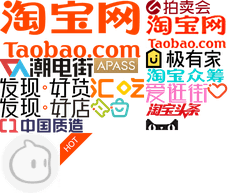 淘宝网
Taobao.com
潮电街 APASS
发现·好货 汇
发现·好店
C1 中国质造
HOT
拍卖会
淘宝网
Taobao.com
极有家
淘宝众筹
爱逛街
淘宝头条